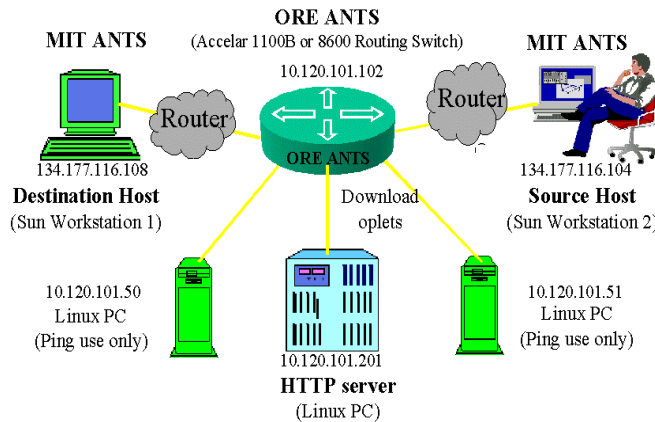 ORE ANTS
(Accelar 1100B or 8600 Routing Switch)
10.120.101.102
MIT ANTS
MIT ANTS
Router
Router
ORE ANTS
134.177.116.108
Destination Host
(Sun Workstation 1)
134.177.116.104
Source Host
(Sun Workstation 2)
Download
oplets
10.120.101.50
Linux PC
(Ping use only)
10.120.101.51
Linux PC
(Ping use only)
10.120.101.201
HTTP server
(Linux PC)